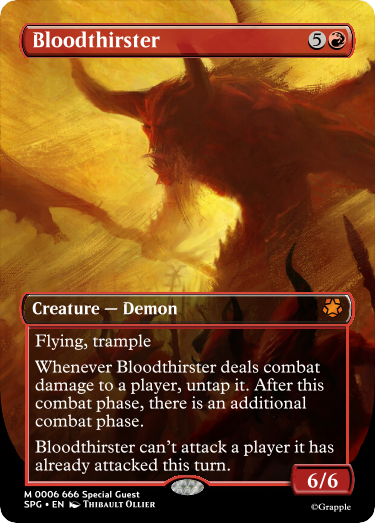 Bloodthirster 5
Creature — Demon
Flying, trample
Whenever Bloodthirster deals combat
damage to a player, untap it. After this
combat phase, there is an additional
combat phase.
Bloodthirster can't attack a player it has
already attacked this turn.
6/6
M 0006 666 Special Guest
SPG • EN Thibault Ollier
©Grapple